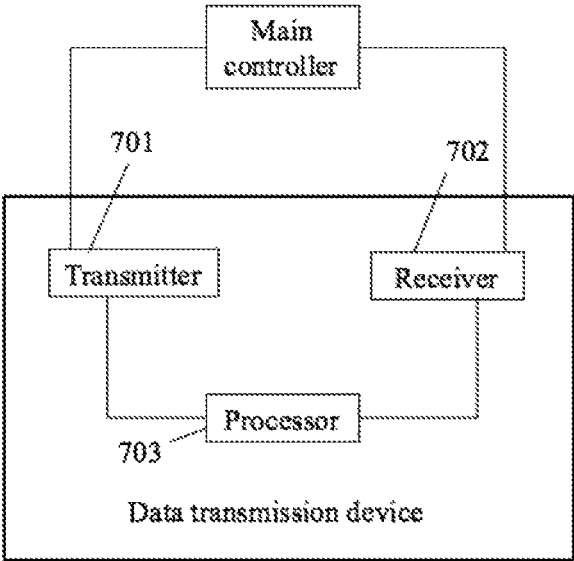 Main
controller
701
702
Transmitter
Receiver
Processor
703
Data transmission device